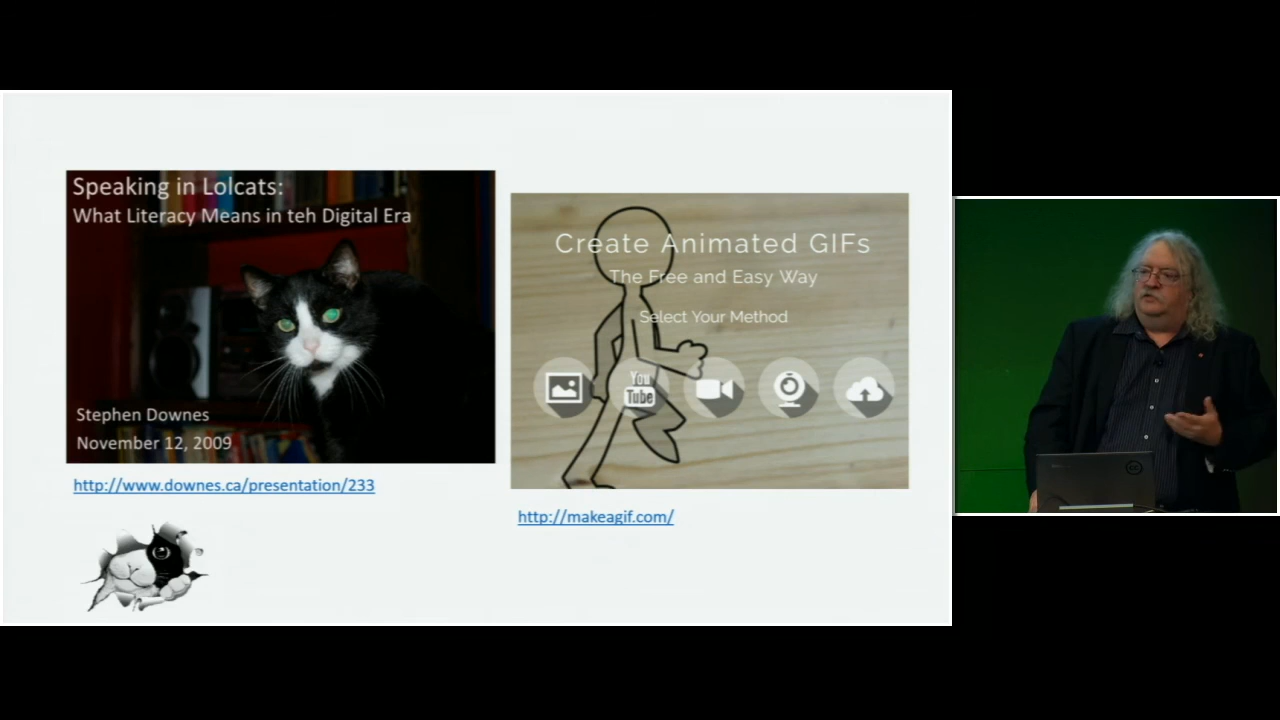 Speaking in Lolcats:
What Literacy Means in teh Digital Era
Stephen Downes
November 12, 2009
http://www.downes.ca/presentation/233
Create Animated GIFs
The Free and Easy Way
Select Your Method
You
Tube
http://makeagif.com/
cc